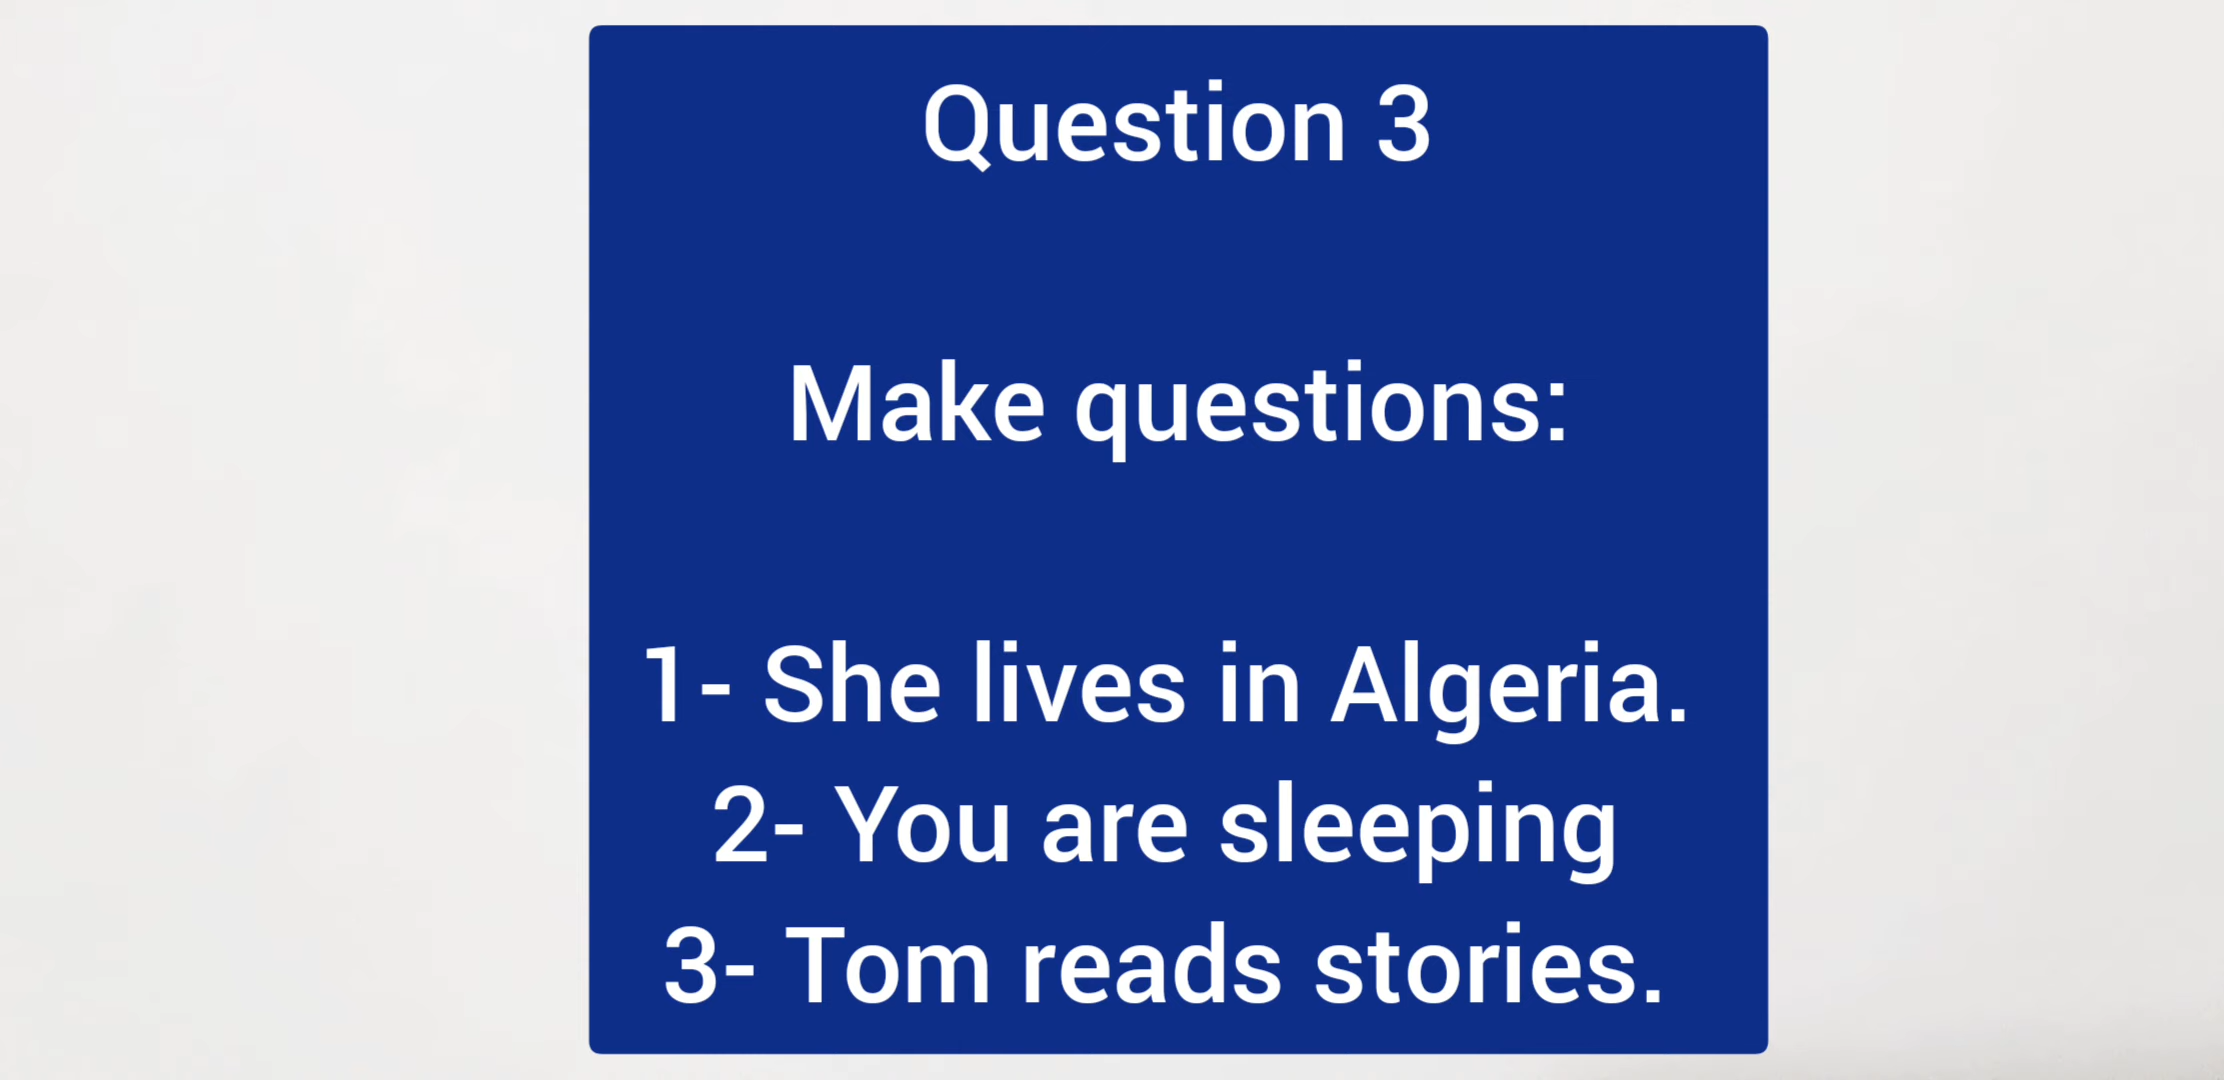 Question 3
Make questions:
1- She lives in Algeria.
2- You are sleeping
3- Tom reads stories.